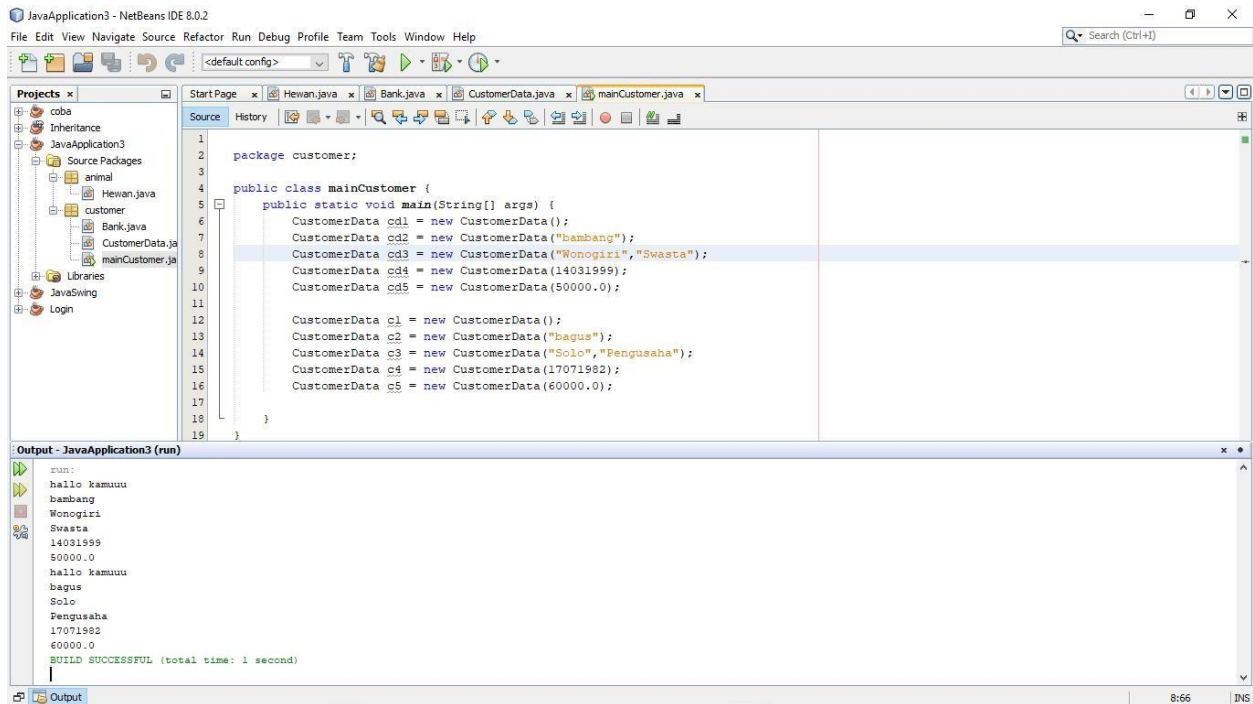 JavaApplication3 - NetBeans IDE 8.0.2
File Edit View Navigate Source Refactor Run Debug Profile Team Tools Window Help
Search (Ctrl+I)
<default config>
Projects
coba
Inheritance
JavaApplication3
Source Packages
animal
Hewan.java
customer
Bank.java
CustomerData.ja
mainCustomer.ja
Libraries
JavaSwing
Login
Start Page Hewan.java Bank.java CustomerData.java mainCustomer.java
Source History
1
2 package customer;
3
4 public class mainCustomer {
5 public static void main(String[] args) {
6 CustomerData cd1 = new CustomerData();
7 CustomerData cd2 = new CustomerData("bambang");
8 CustomerData cd3 = new CustomerData("Wonogiri","Swasta");
9 CustomerData cd4 = new CustomerData(14031999);
10 CustomerData cd5 = new CustomerData(50000.0);
11
12 CustomerData c1 = new CustomerData();
13 CustomerData c2 = new CustomerData("bagus");
14 CustomerData c3 = new CustomerData("Solo","Pengusaha");
15 CustomerData c4 = new CustomerData(17071982);
16 CustomerData c5 = new CustomerData(60000.0);
17
18 }
19 }
Output - JavaApplication3 (run)
run:
hallo kamuuu
bambang
Wonogiri
Swasta
14031999
50000.0
hallo kamuuu
bagus
Solo
Pengusaha
17071982
60000.0
BUILD SUCCESSFUL (total time: 1 second)
Output
8:66 INS